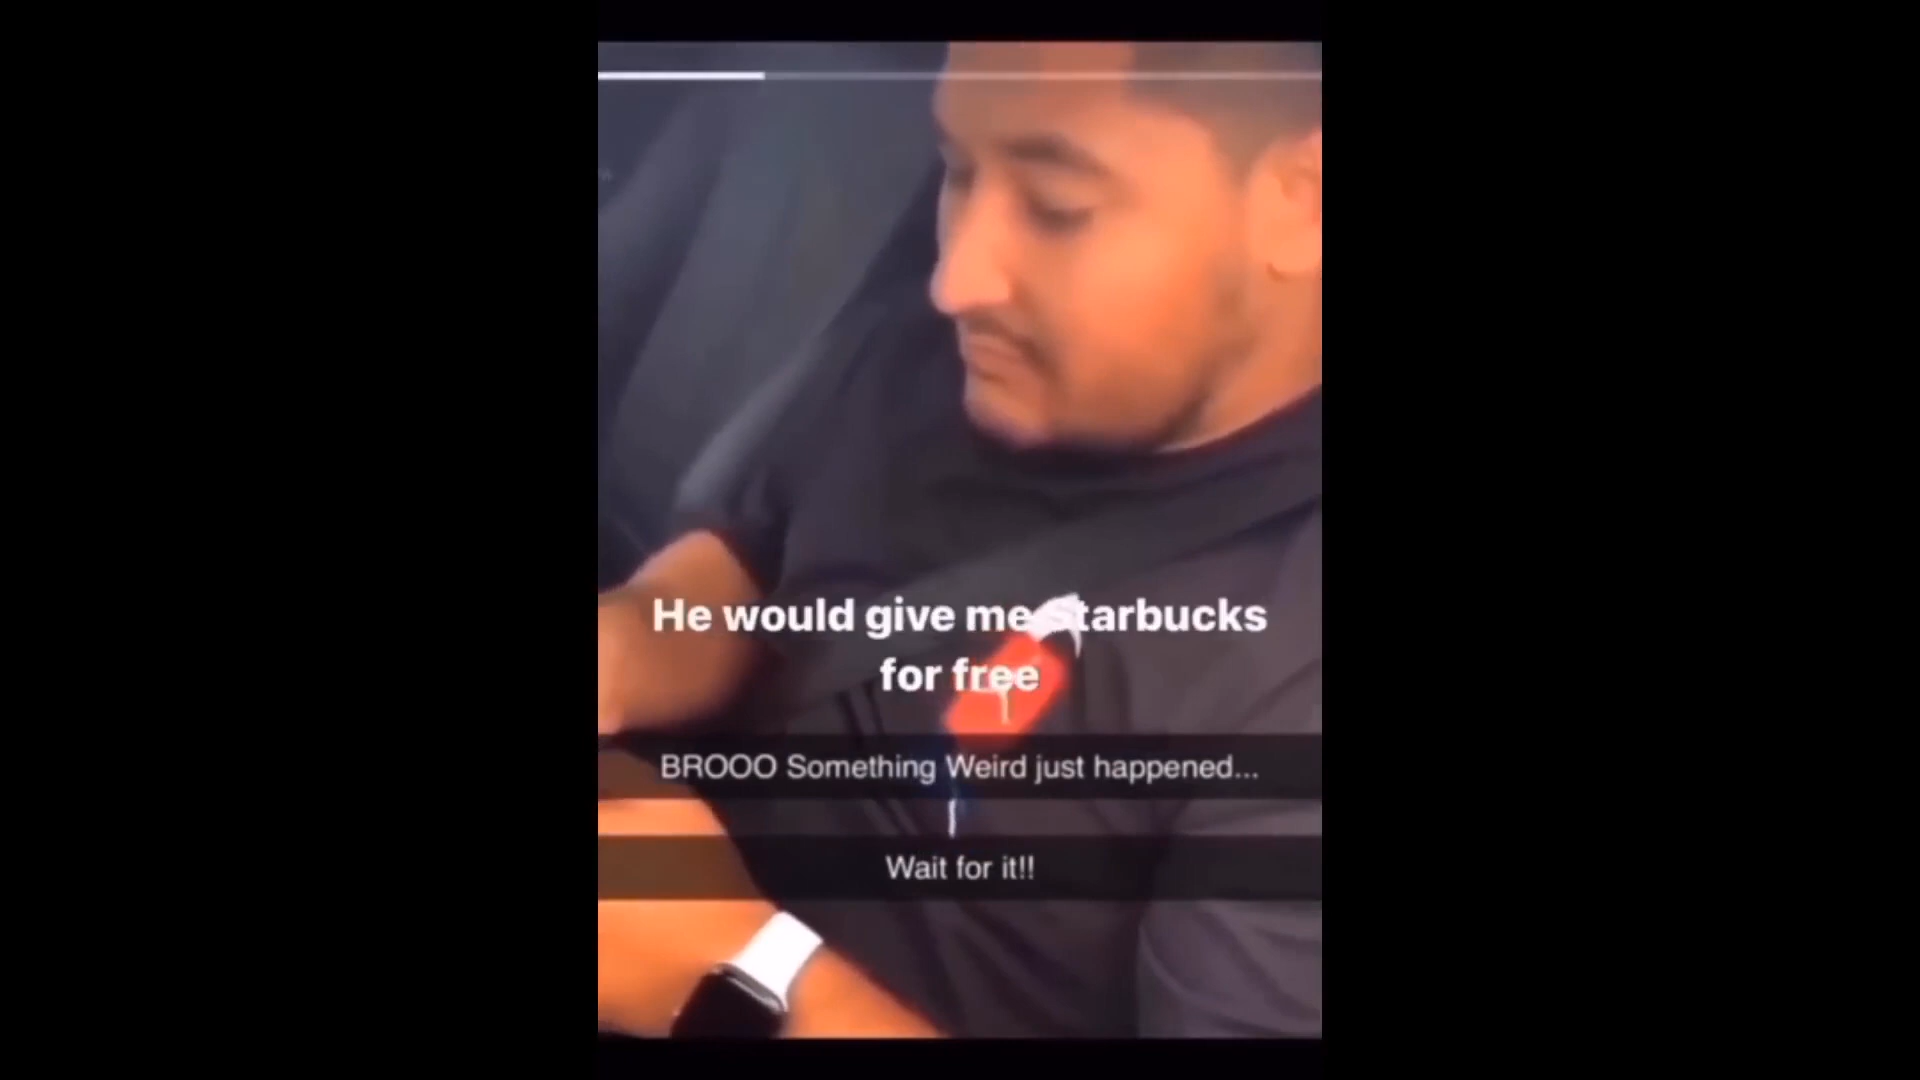 He would give me Starbucks
for free
BROOO Something Weird just happened...
Wait for it!!